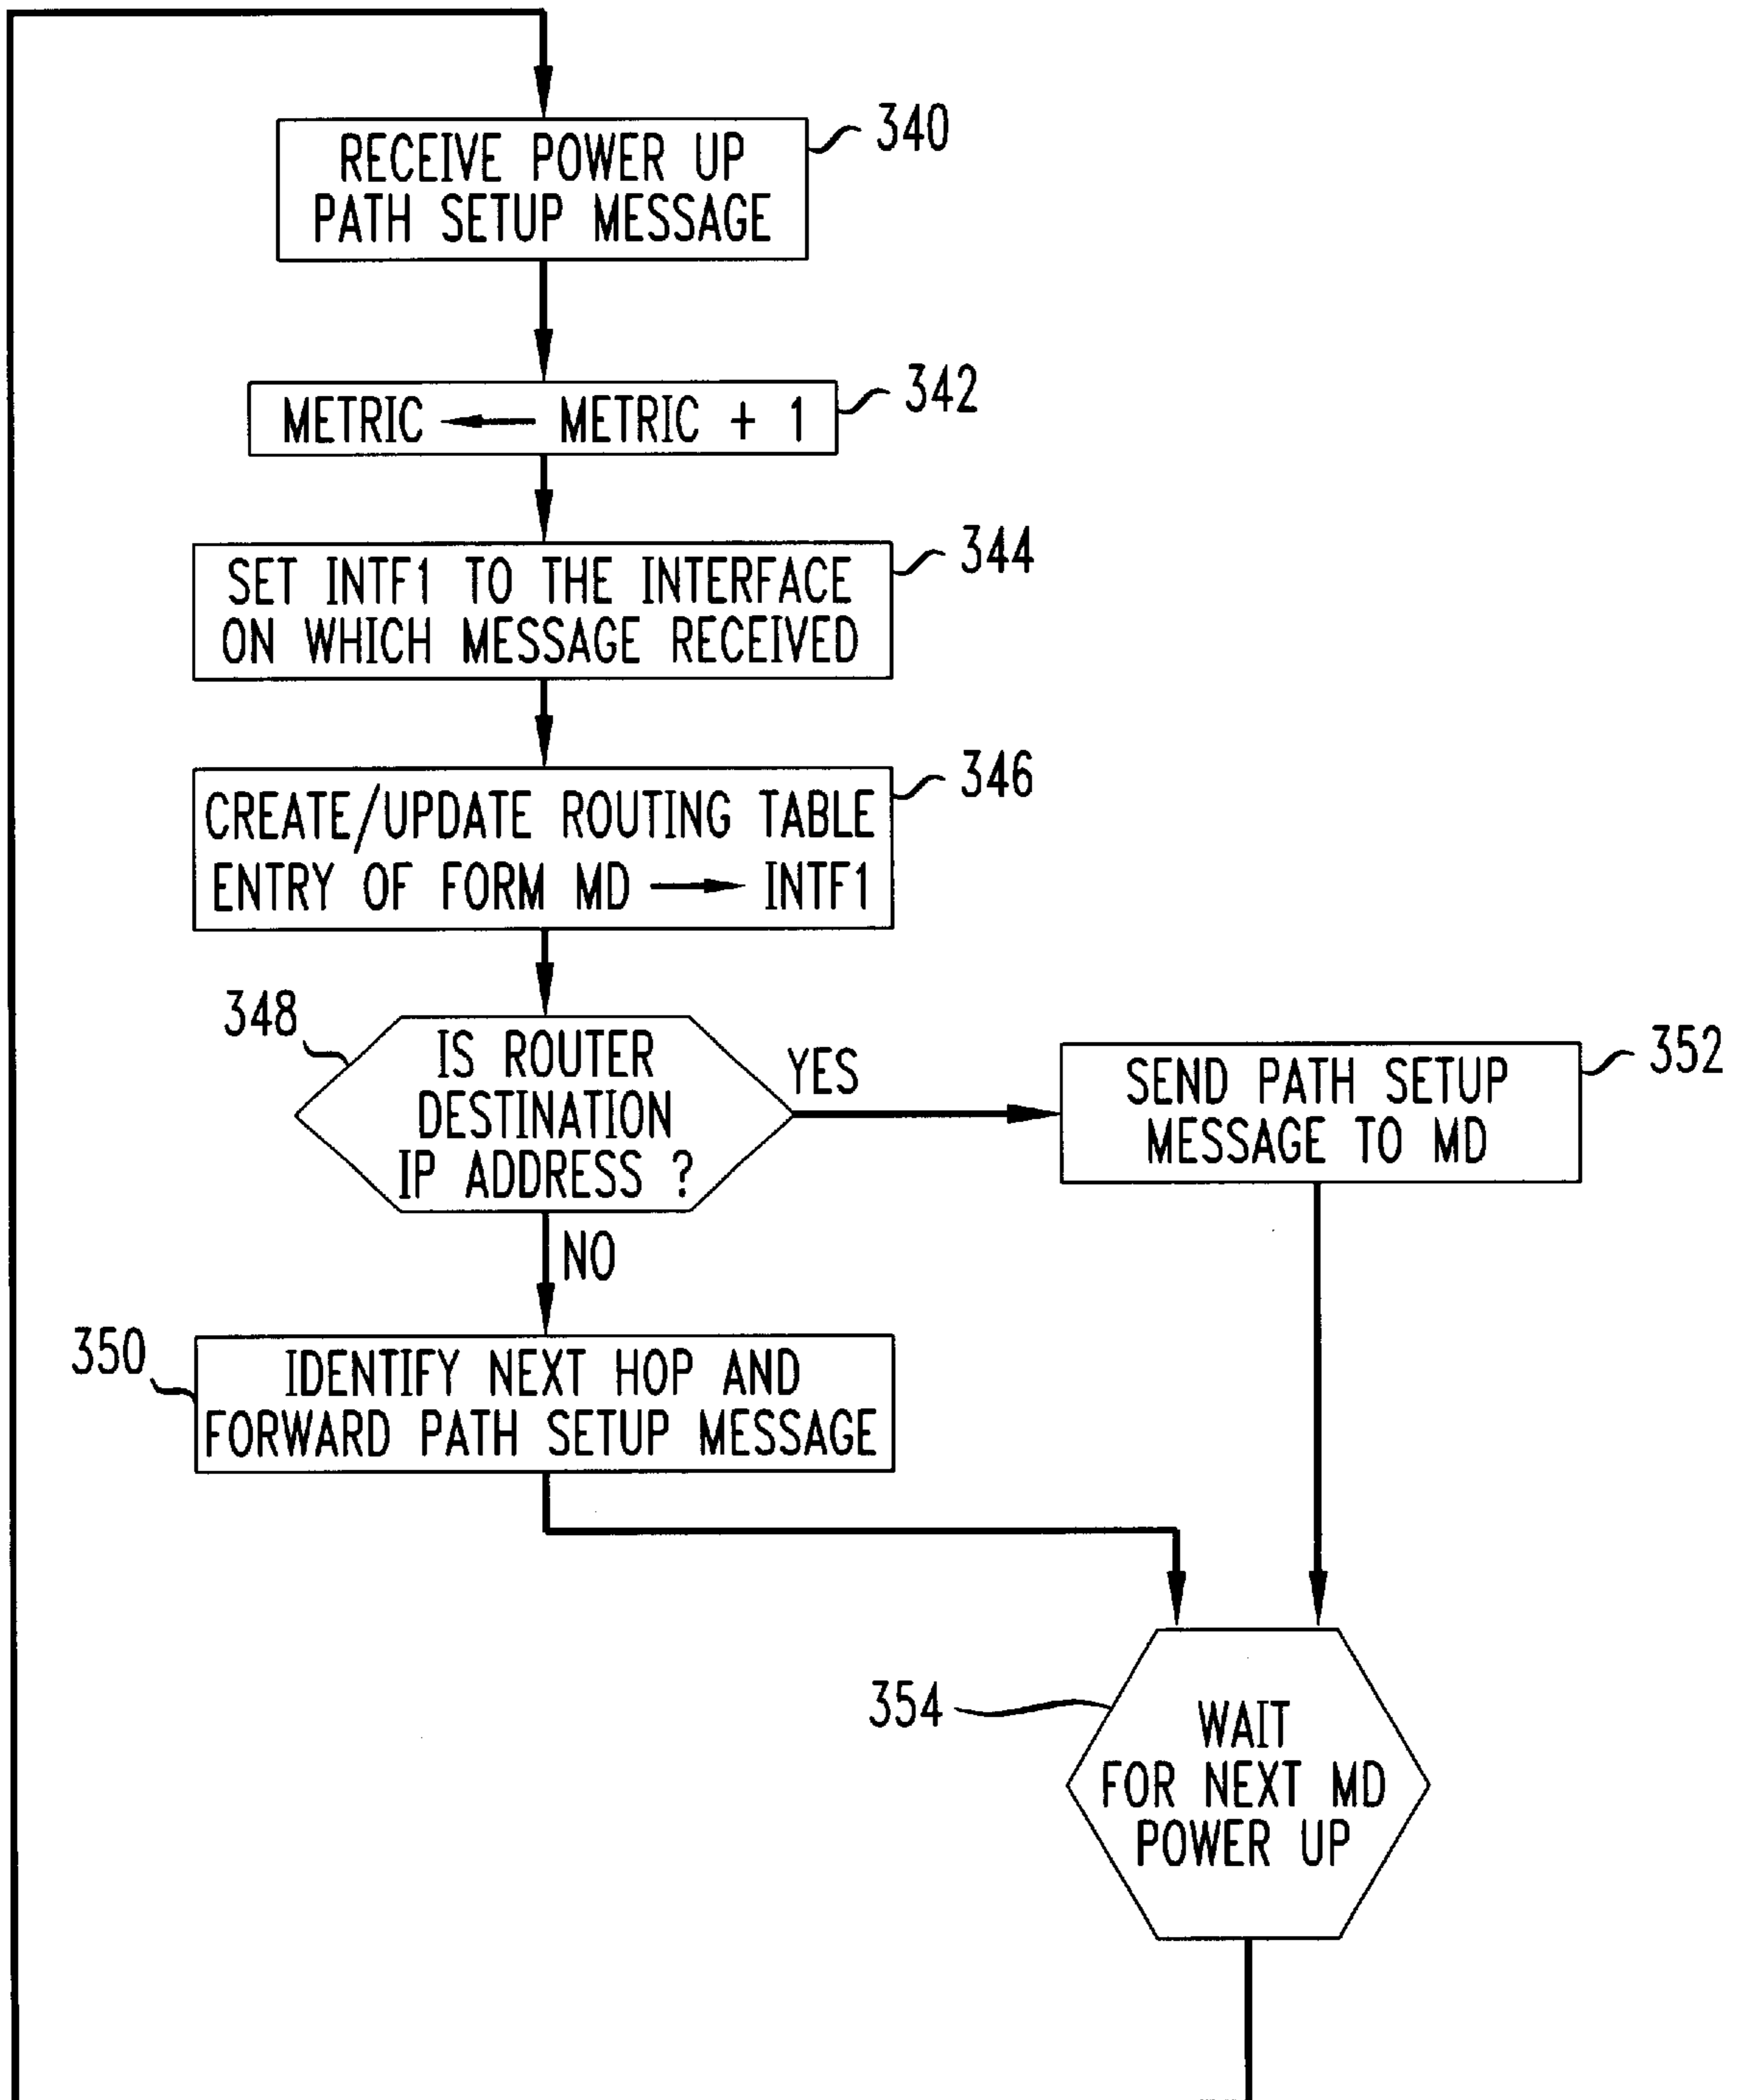 RECEIVE POWER UP
PATH SETUP MESSAGE
340
METRIC ← METRIC + 1
342
SET INTF1 TO THE INTERFACE
ON WHICH MESSAGE RECEIVED
344
CREATE/UPDATE ROUTING TABLE
ENTRY OF FORM MD → INTF1
346
348
IS ROUTER
DESTINATION
IP ADDRESS ?
YES
SEND PATH SETUP
MESSAGE TO MD
352
NO
350
IDENTIFY NEXT HOP AND
FORWARD PATH SETUP MESSAGE
354
WAIT
FOR NEXT MD
POWER UP